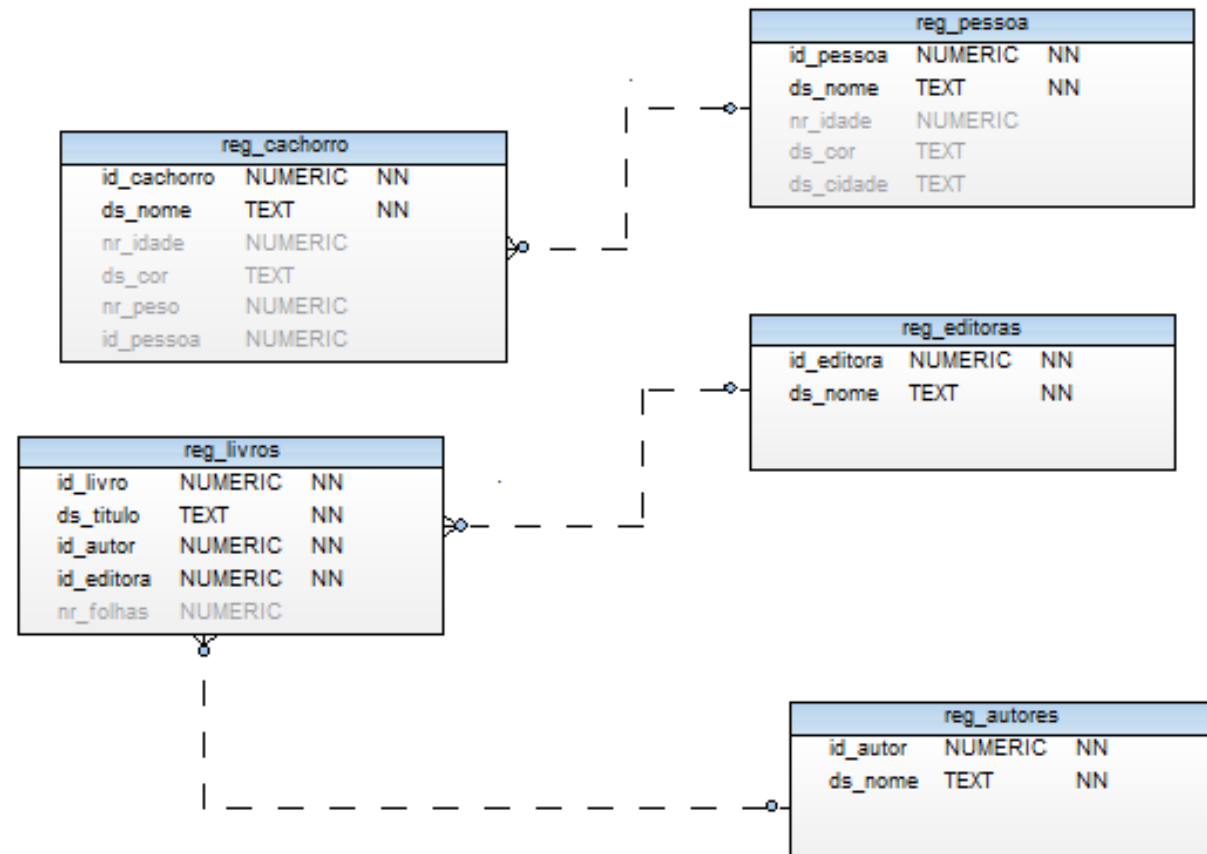 reg_pessoa
id_pessoa NUMERIC NN
ds_nome TEXT NN
nr_idade NUMERIC
ds_cor TEXT
ds_cidade TEXT
reg_cachorro
id_cachorro NUMERIC NN
ds_nome TEXT NN
nr_idade NUMERIC
ds_cor TEXT
nr_peso NUMERIC
id_pessoa NUMERIC
reg_editoras
id_editora NUMERIC NN
ds_nome TEXT NN
reg_livros
id_livro NUMERIC NN
ds_titulo TEXT NN
id_autor NUMERIC NN
id_editora NUMERIC NN
nr_folhas NUMERIC
reg_autores
id_autor NUMERIC NN
ds_nome TEXT NN